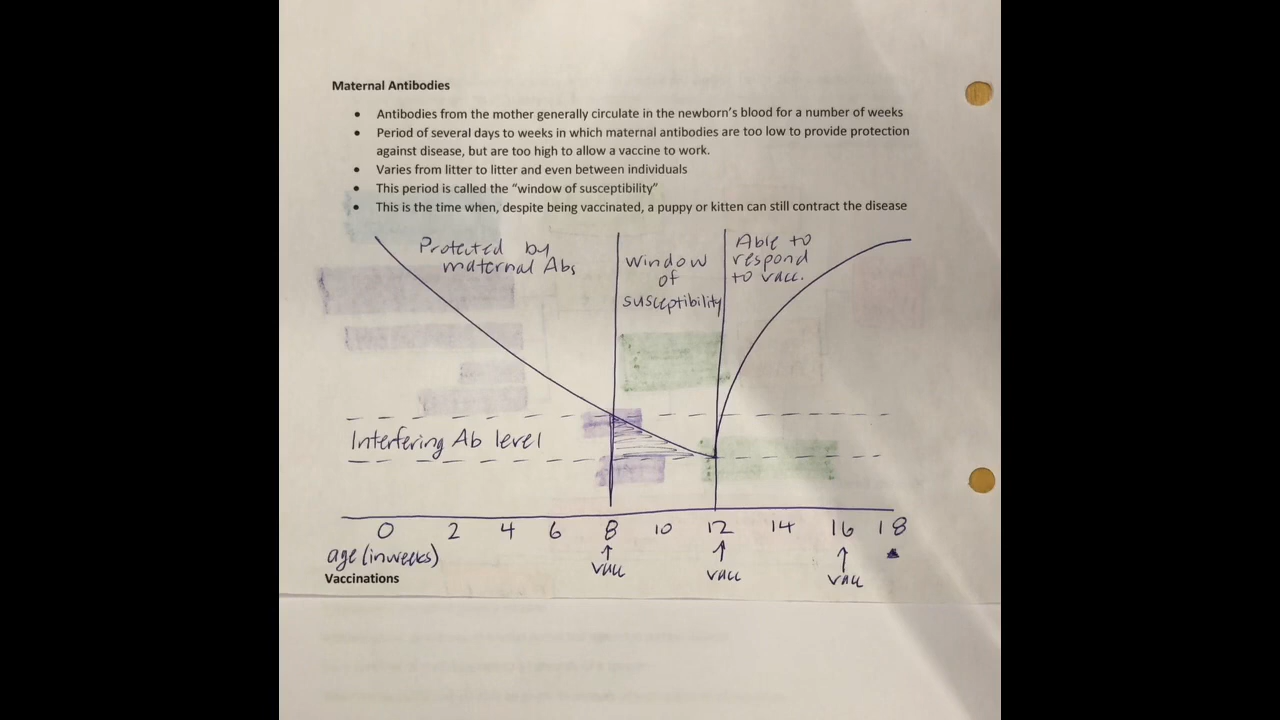 Maternal Antibodies
• Antibodies from the mother generally circulate in the newborn's blood for a number of weeks
• Period of several days to weeks in which maternal antibodies are too low to provide protection
against disease, but are too high to allow a vaccine to work.
• Varies from litter to litter and even between individuals
• This period is called the "window of susceptibility"
• This is the time when, despite being vaccinated, a puppy or kitten can still contract the disease
Protected by
maternal Abs
window
of
susceptibility
Able to
respond
to vacc.
Interfering Ab level
0 2 4 6 8 10 12 14 16 18
age (in weeks)
↑ ↑ ↑
vacc vacc vacc
Vaccinations